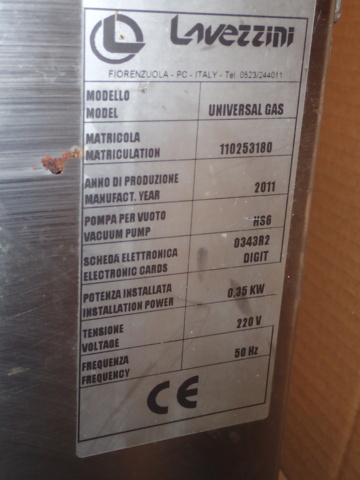 L Lavezzini
FIORENZUOLA - PC - ITALY - Tel. 0523/244011
MODELLO
MODEL UNIVERSAL GAS
MATRICOLA
MATRICULATION 110253180
ANNO DI PRODUZIONE
MANUFACT. YEAR 2011
POMPA PER VUOTO
VACUUM PUMP HS6
SCHEDA ELETTRONICA 0343R2
ELECTRONIC CARDS DIGIT
POTENZA INSTALLATA
INSTALLATION POWER 0.35 KW
TENSIONE
VOLTAGE 220 V
FREQUENZA
FREQUENCY 50 Hz
CE